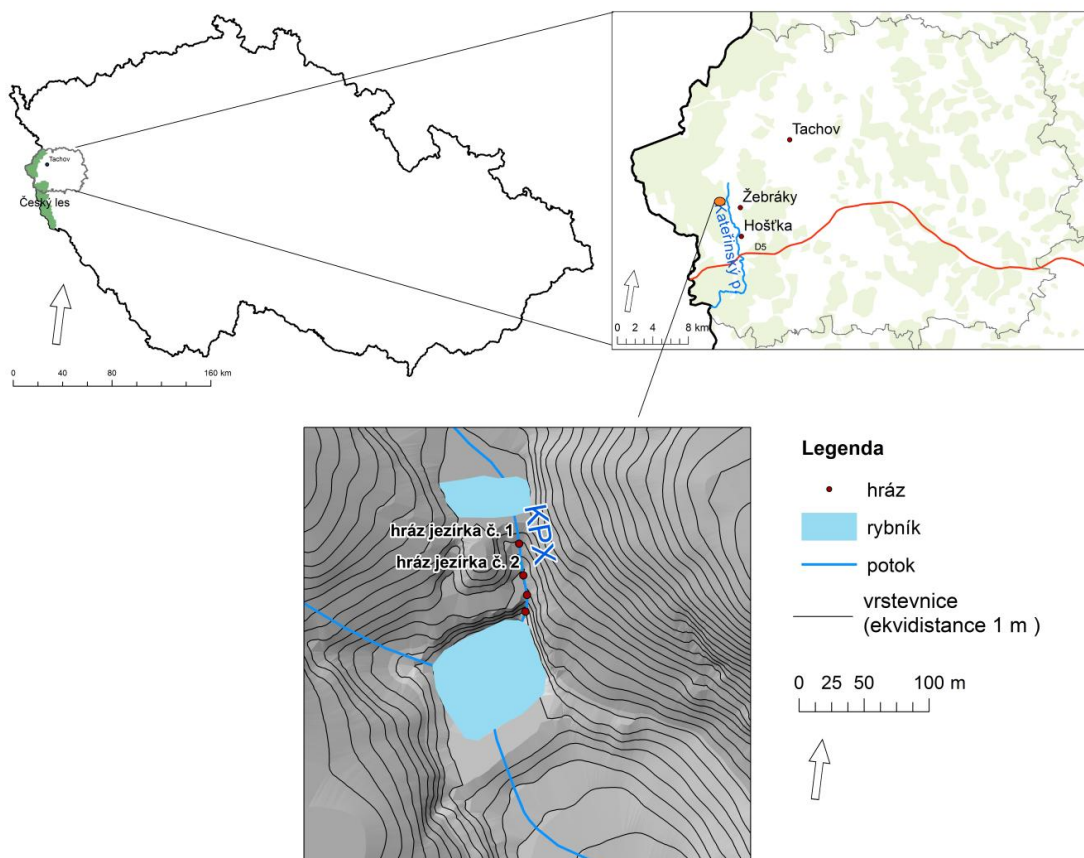 Tachov
Český les
0 40 80 160 km
Tachov
Žebráky
Hošťka
D5
Kateřinský p.
0 2 4 8 km
hráz jezírka č. 1
hráz jezírka č. 2
KPX
Legenda
hráz
rybník
potok
vrstevnice
(ekvidistance 1 m )
0 25 50 100 m